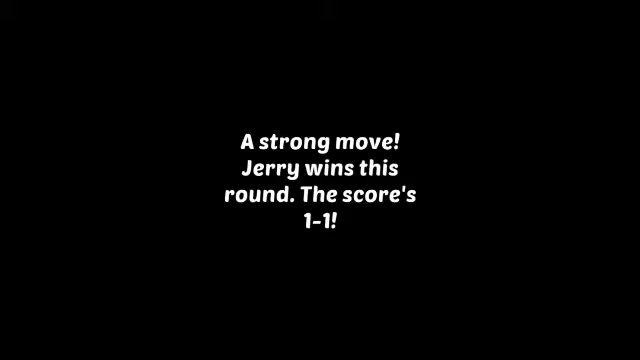 A strong move!
Jerry wins this
round. The score's
1-1!